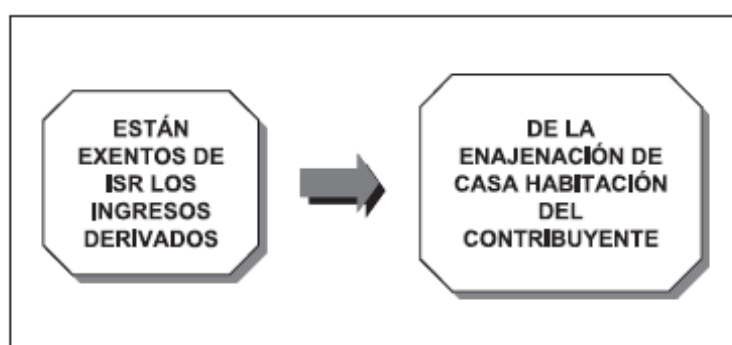 ESTÁN
EXENTOS DE
ISR LOS
INGRESOS
DERIVADOS
DE LA
ENAJENACIÓN DE
CASA HABITACIÓN
DEL
CONTRIBUYENTE